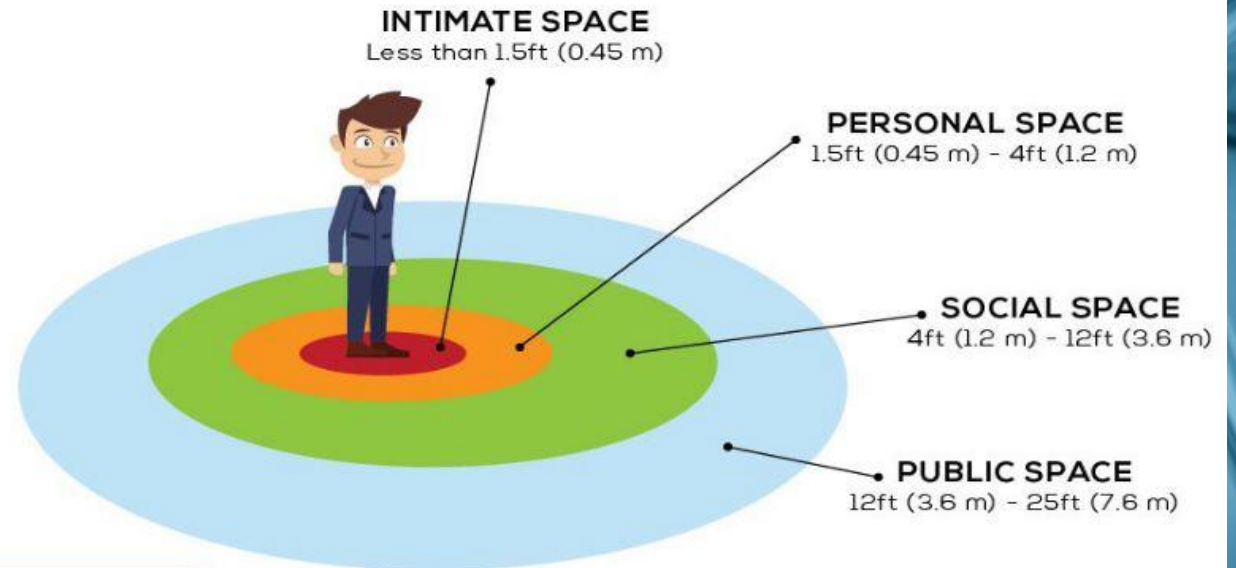 INTIMATE SPACE
Less than 1.5ft (0.45 m)
PERSONAL SPACE
1.5ft (0.45 m) - 4ft (1.2 m)
SOCIAL SPACE
4ft (1.2 m) - 12ft (3.6 m)
PUBLIC SPACE
12ft (3.6 m) - 25ft (7.6 m)